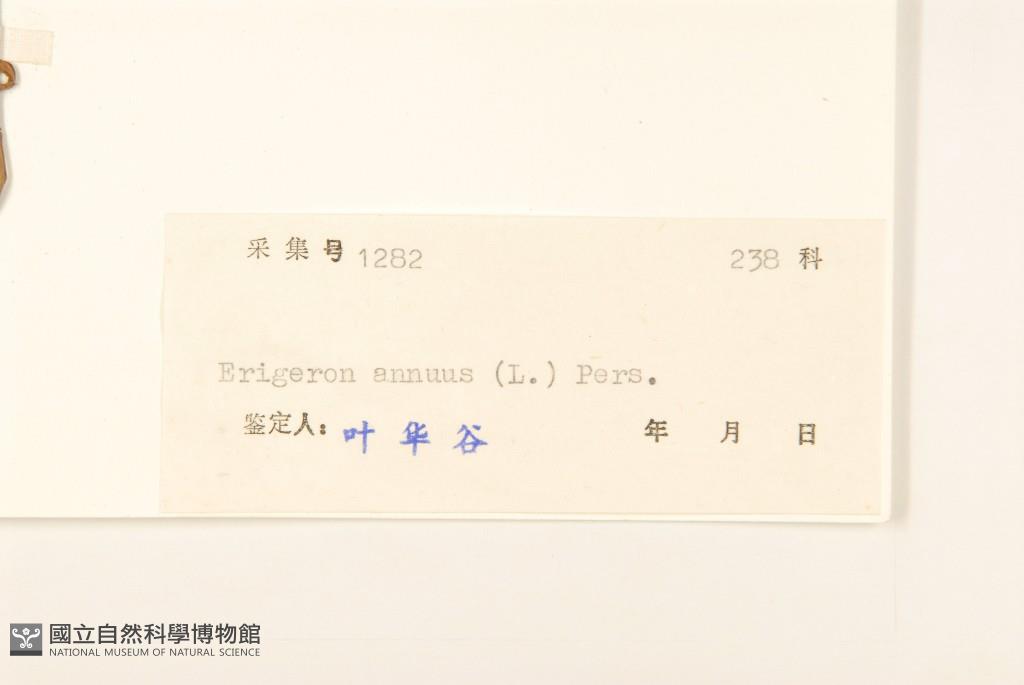 采集号 1282 238 科
Erigeron annuus (L.) Pers.
鉴定人: 叶华谷 年 月 日
國立自然科學博物館
NATIONAL MUSEUM OF NATURAL SCIENCE